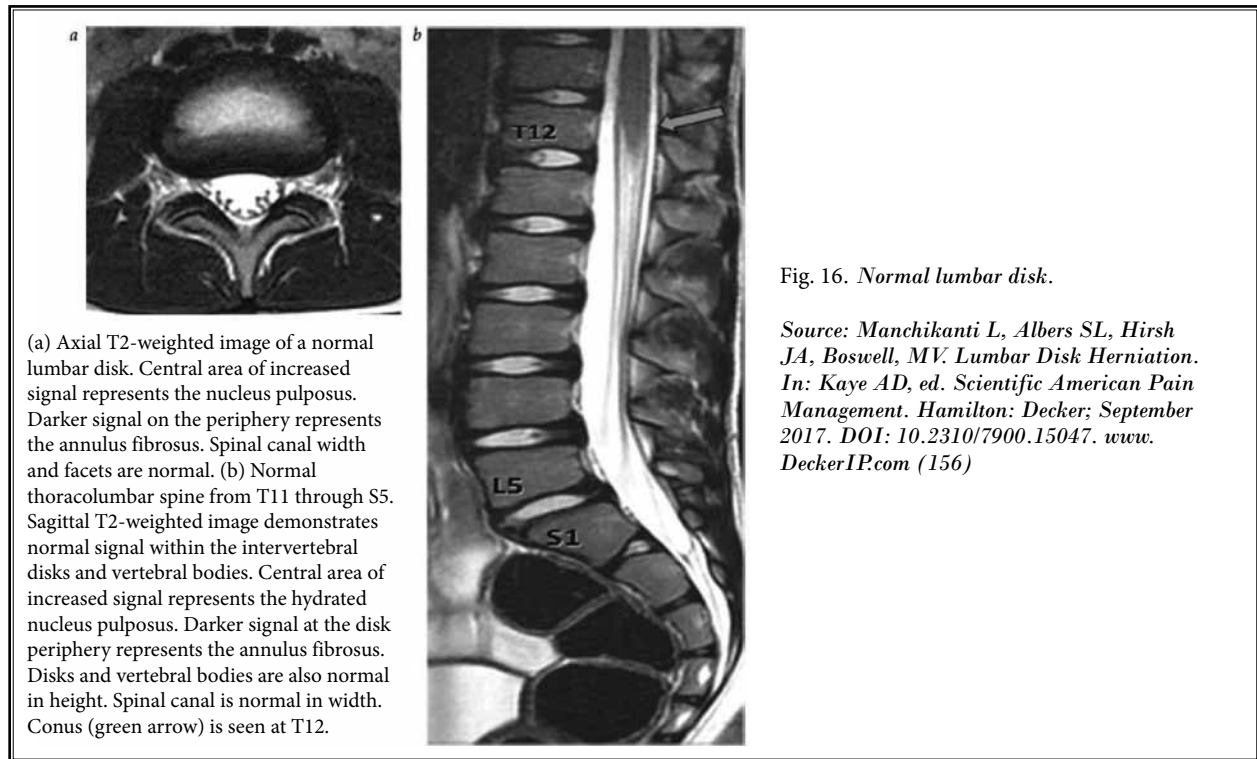 a
b
T12
L5
S1
(a) Axial T2-weighted image of a normal
lumbar disk. Central area of increased
signal represents the nucleus pulposus.
Darker signal on the periphery represents
the annulus fibrosus. Spinal canal width
and facets are normal. (b) Normal
thoracolumbar spine from T11 through S5.
Sagittal T2-weighted image demonstrates
normal signal within the intervertebral
disks and vertebral bodies. Central area of
increased signal represents the hydrated
nucleus pulposus. Darker signal at the disk
periphery represents the annulus fibrosus.
Disks and vertebral bodies are also normal
in height. Spinal canal is normal in width.
Conus (green arrow) is seen at T12.
Fig. 16. Normal lumbar disk.
Source: Manchikanti L, Albers SL, Hirsh
JA, Boswell, MV. Lumbar Disk Herniation.
In: Kaye AD, ed. Scientific American Pain
Management. Hamilton: Decker; September
2017. DOI: 10.2310/7900.15047. www.
DeckerIP.com (156)